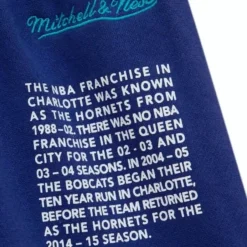 Mitchell & Ness
THE NBA FRANCHISE IN
CHARLOTTE WAS KNOWN
AS THE HORNETS FROM
1988-02. THERE WAS NO NBA
FRANCHISE IN THE QUEEN
CITY FOR THE 02 - 03 AND
03 – 04 SEASONS. IN 2004 – 05
THE BOBCATS BEGAN THEIR
TEN YEAR RUN IN CHARLOTTE,
BEFORE THE TEAM RETURNED
AS THE HORNETS FOR THE
2014 – 15 SEASON.